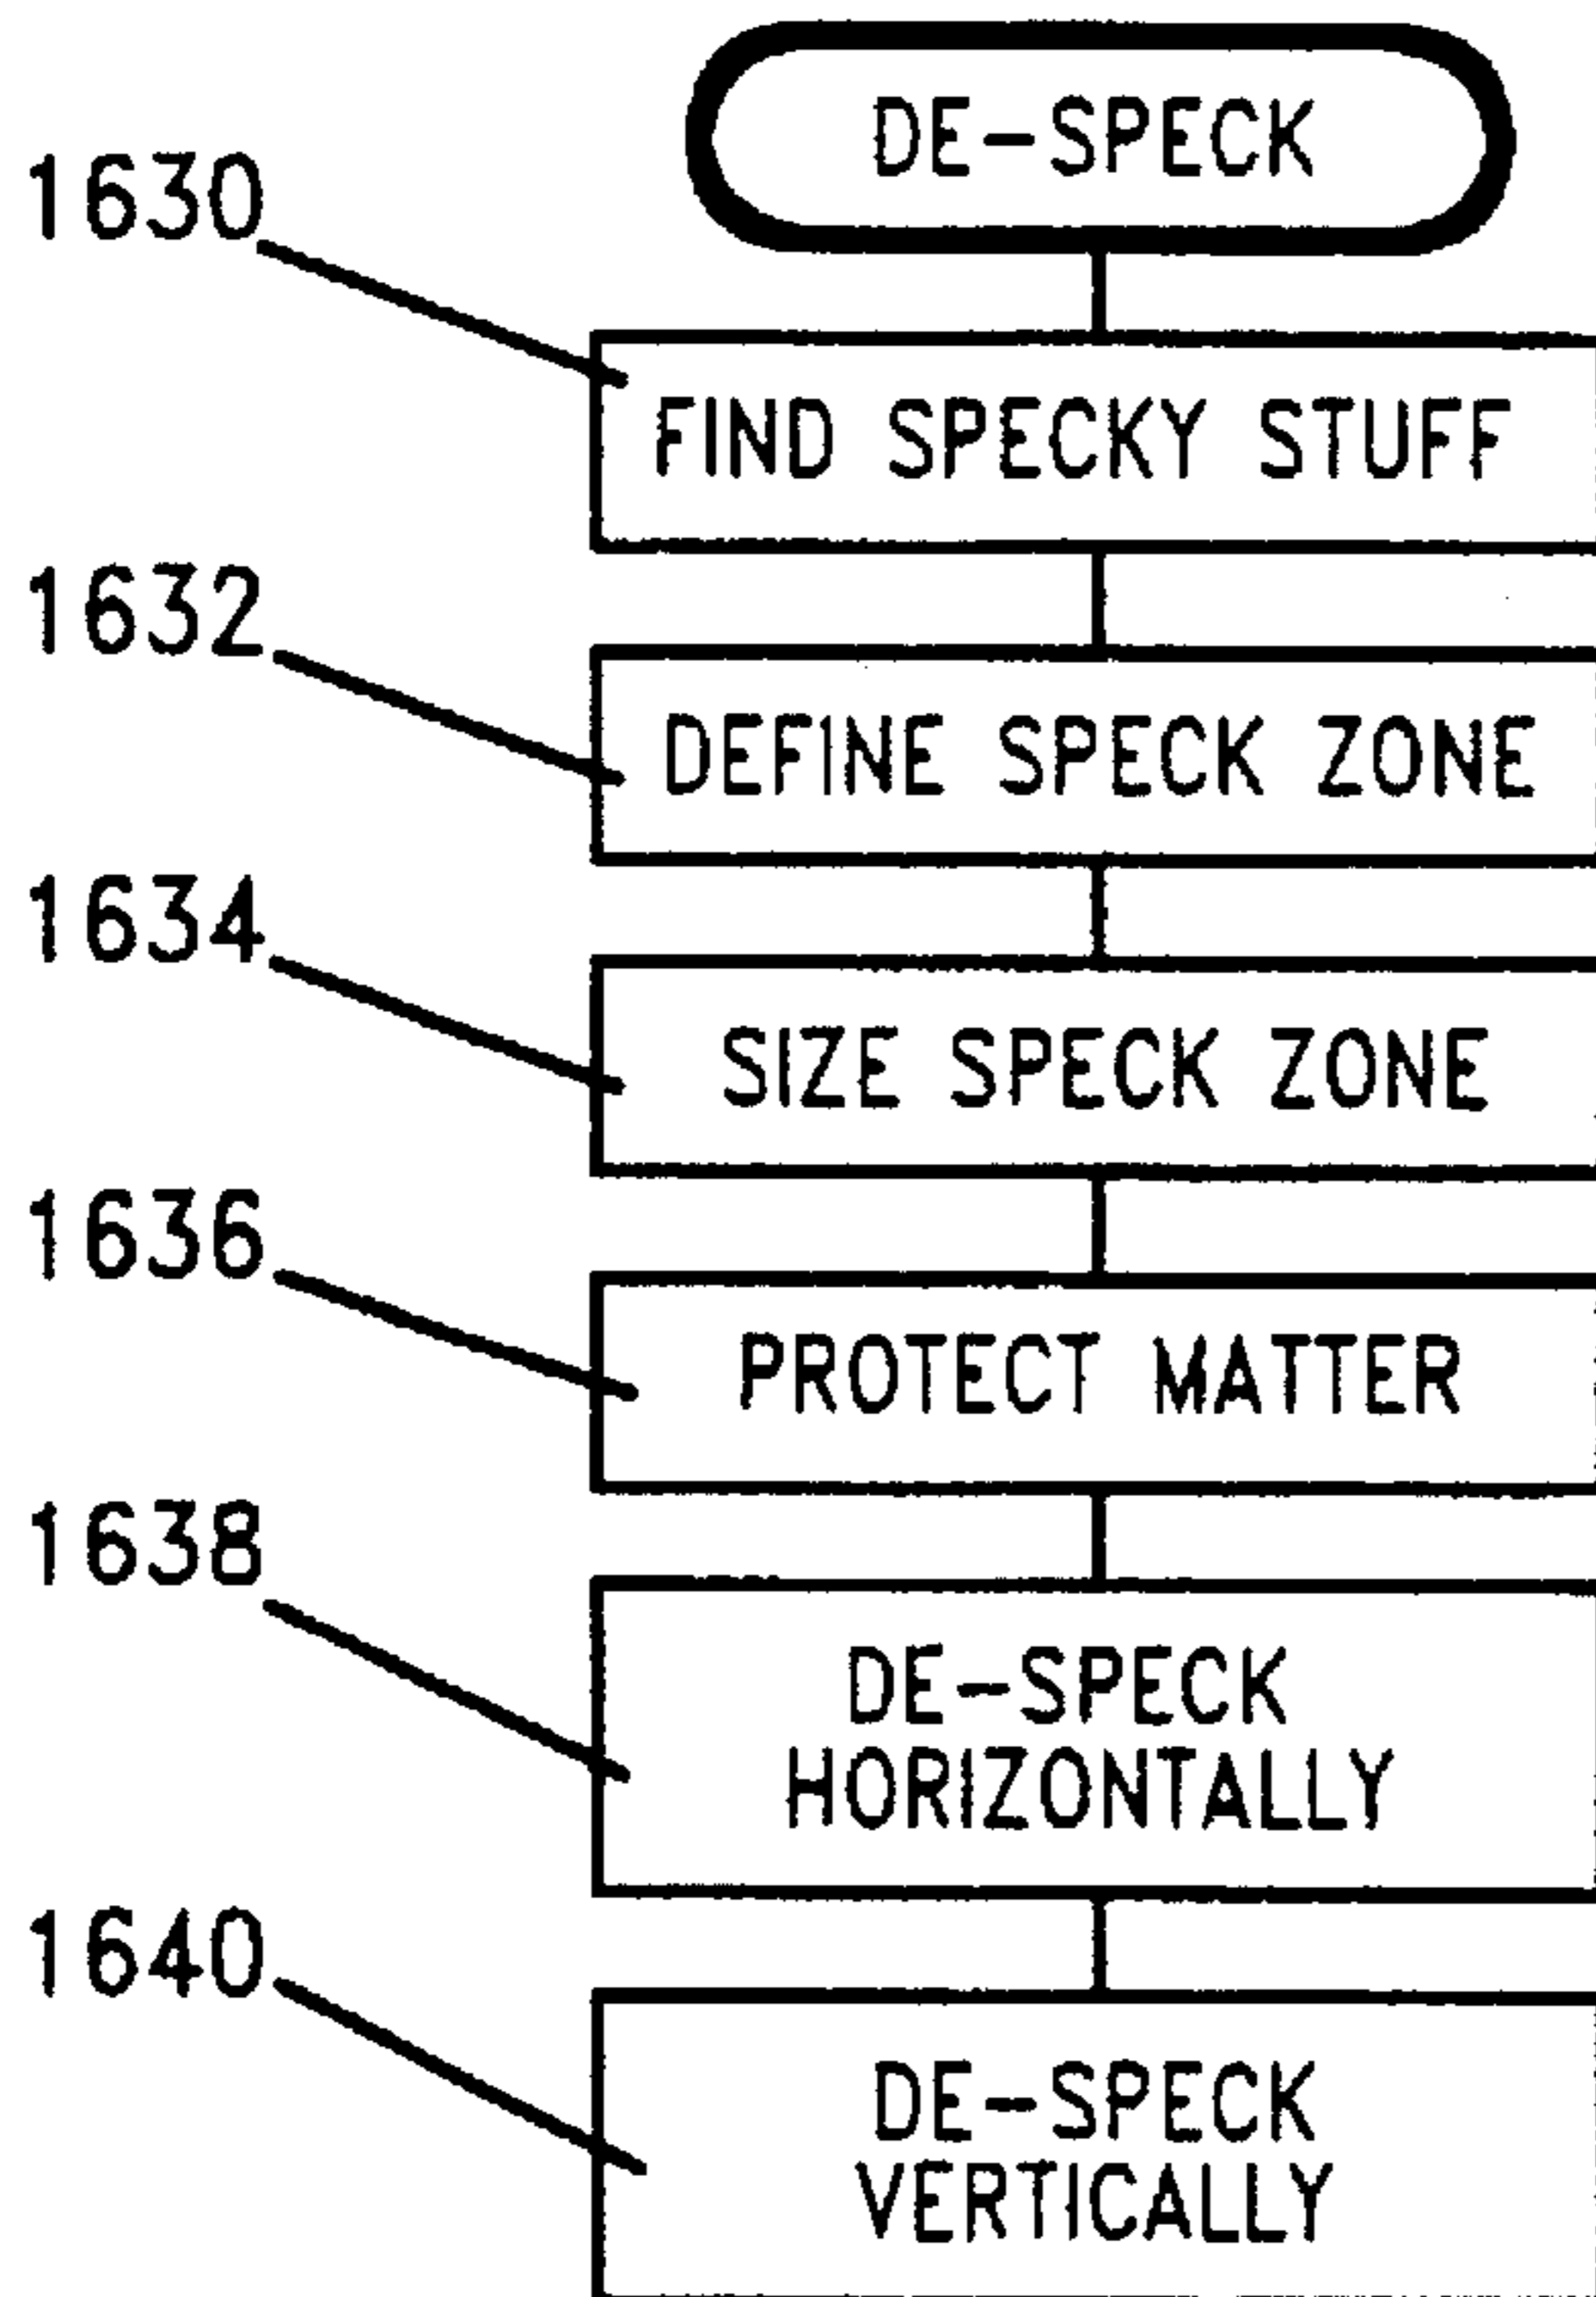 DE-SPECK
1630
FIND SPECKY STUFF
1632
DEFINE SPECK ZONE
1634
SIZE SPECK ZONE
1636
PROTECT MATTER
1638
DE-SPECK
HORIZONTALLY
1640
DE-SPECK
VERTICALLY